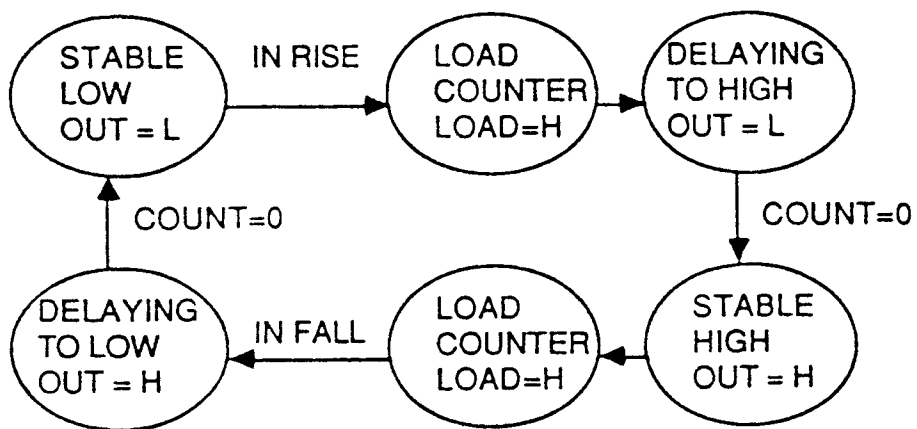 STABLE
LOW
OUT = L
IN RISE
LOAD
COUNTER
LOAD=H
DELAYING
TO HIGH
OUT = L
COUNT=0
COUNT=0
DELAYING
TO LOW
OUT = H
IN FALL
LOAD
COUNTER
LOAD=H
STABLE
HIGH
OUT = H